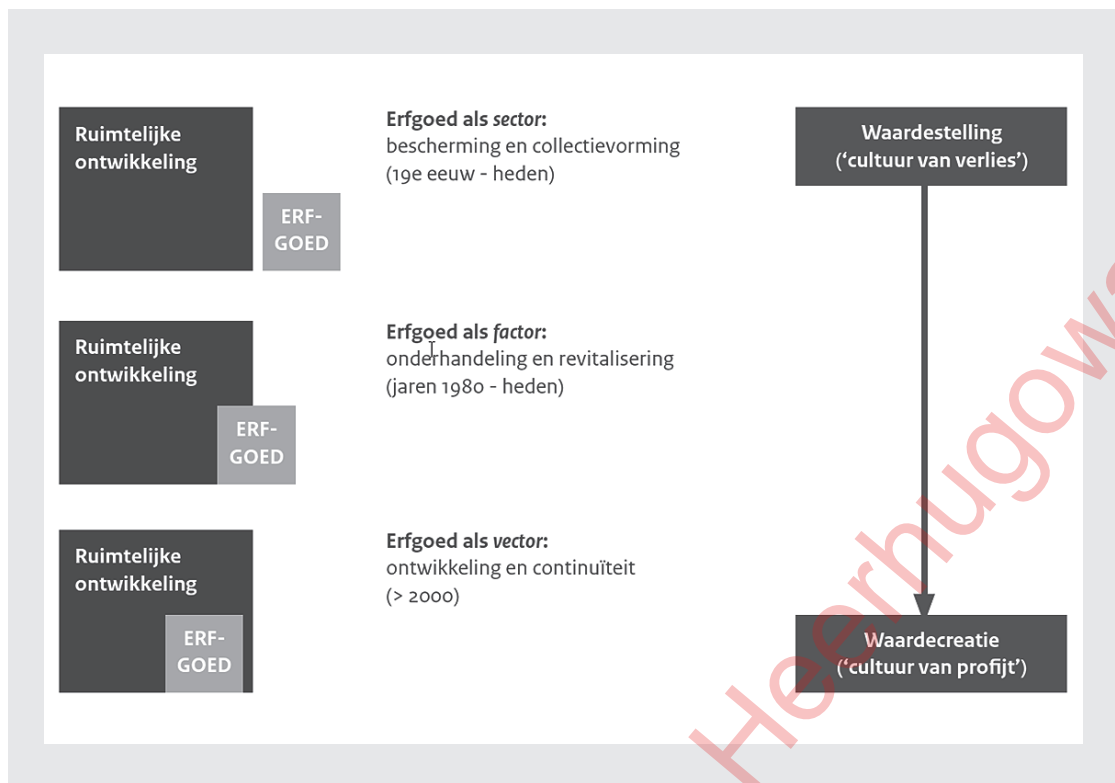 Ruimtelijke
ontwikkeling
ERF-
GOED
Erfgoed als sector:
bescherming en collectievorming
(19e eeuw - heden)
Waardestelling
(‘cultuur van verlies’)
Ruimtelijke
ontwikkeling
ERF-
GOED
Erfgoed als factor:
onderhandeling en revitalisering
(jaren 1980 - heden)
Ruimtelijke
ontwikkeling
ERF-
GOED
Erfgoed als vector:
ontwikkeling en continuïteit
(> 2000)
Waardecreatie
(‘cultuur van profijt’)